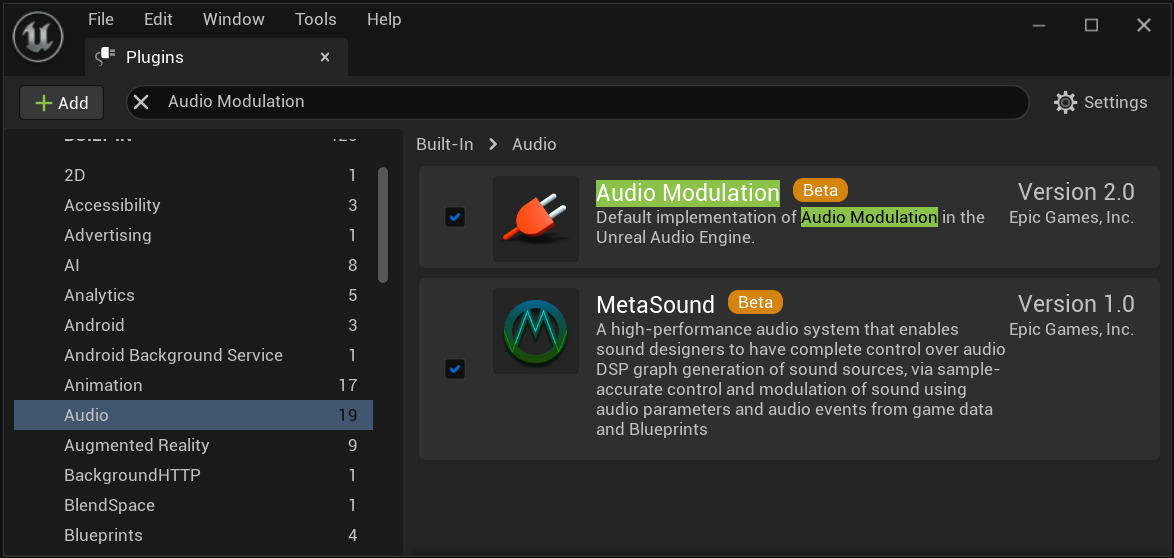 File Edit Window Tools Help
Plugins
Add
Audio Modulation
Settings
2D 1
Accessibility 3
Advertising 1
AI 8
Analytics 5
Android 3
Android Background Service 1
Animation 17
Audio 19
Augmented Reality 9
BackgroundHTTP 1
BlendSpace 1
Blueprints 4
Built-In > Audio
Audio Modulation Beta Version 2.0
Default implementation of Audio Modulation in the Epic Games, Inc.
Unreal Audio Engine.
MetaSound Beta Version 1.0
A high-performance audio system that enables Epic Games, Inc.
sound designers to have complete control over audio
DSP graph generation of sound sources, via sample-
accurate control and modulation of sound using
audio parameters and audio events from game data
and Blueprints